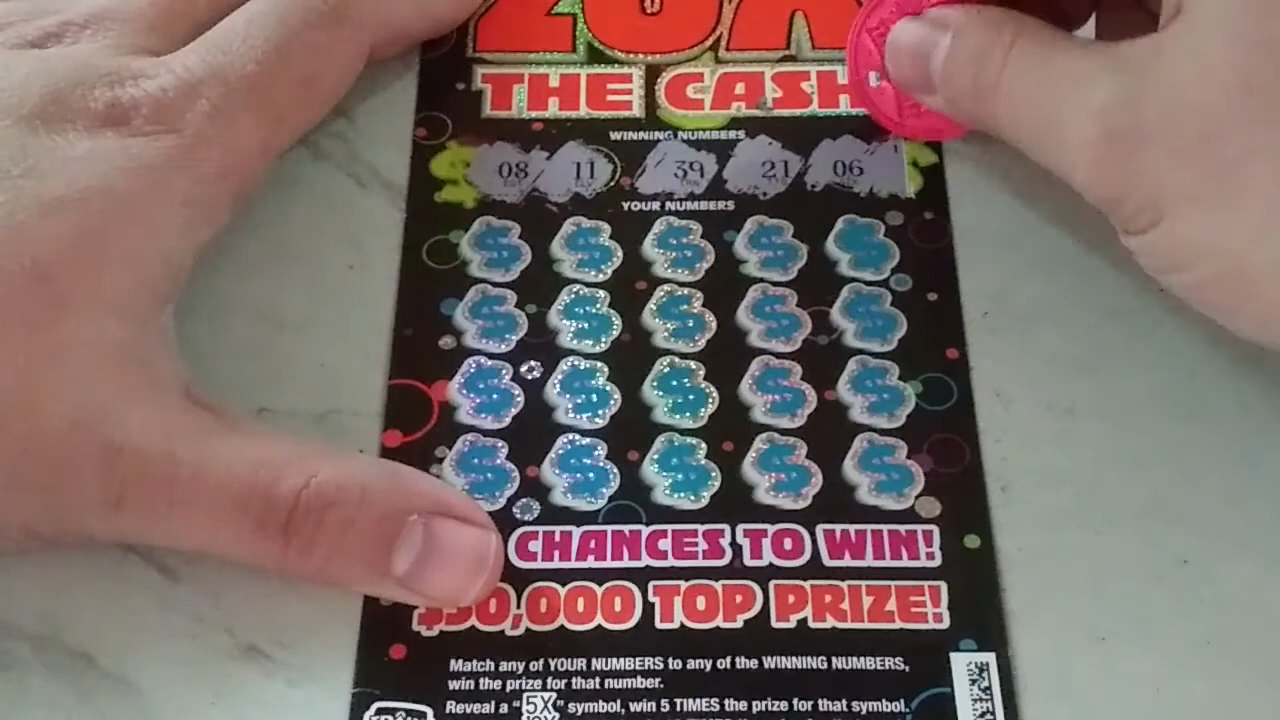 20X
THE CASH
WINNING NUMBERS
08 11 39 21 06
YOUR NUMBERS
$ $ $ $ $
$ $ $ $ $
$ $ $ $ $
$ $ $ $ $
CHANCES TO WIN!
$50,000 TOP PRIZE!
Match any of YOUR NUMBERS to any of the WINNING NUMBERS,
win the prize for that number.
Reveal a "5X" symbol, win 5 TIMES the prize for that symbol.